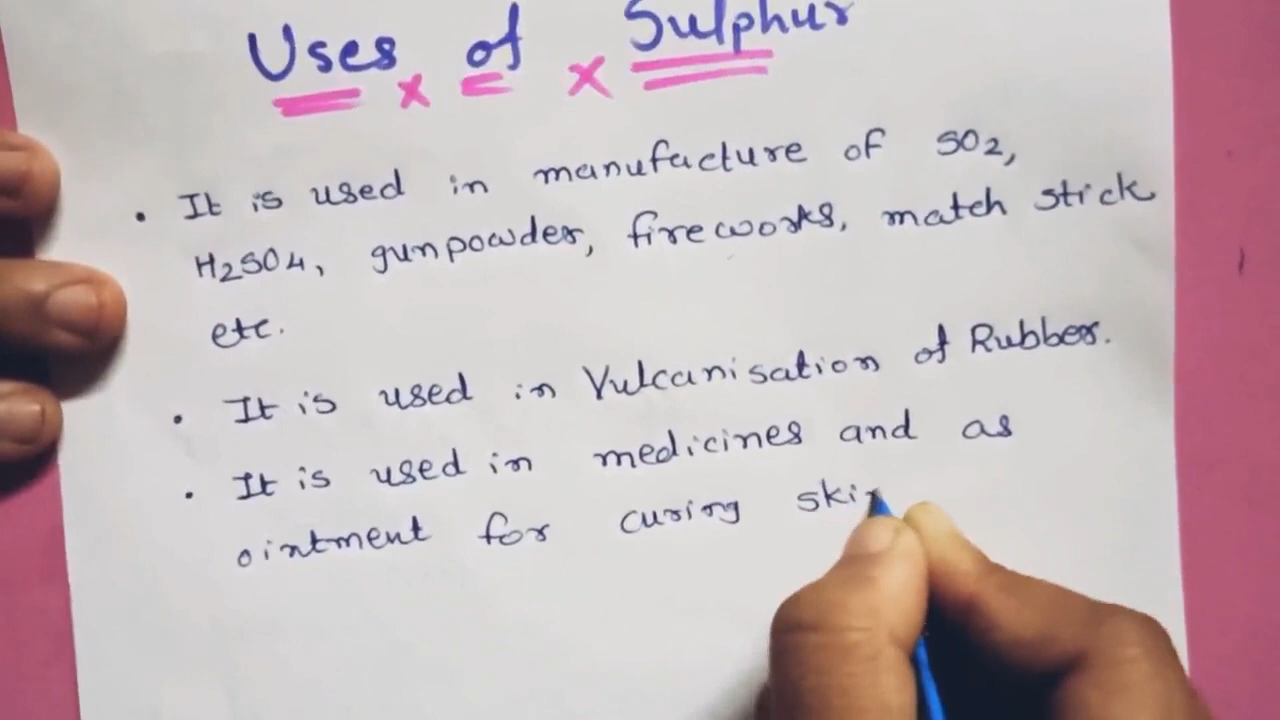 Uses of Sulphur
• It is used in manufacture of SO2,
H2SO4, gunpowder, fireworks, match stick
etc.
• It is used in Vulcanisation of Rubber.
• It is used in medicines and as
ointment for curing